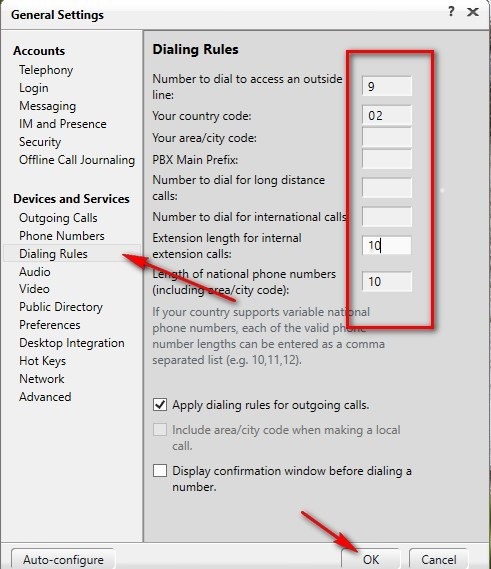 General Settings
? ×
Accounts
Telephony
Login
Messaging
IM and Presence
Security
Offline Call Journaling
Devices and Services
Outgoing Calls
Phone Numbers
Dialing Rules
Audio
Video
Public Directory
Preferences
Desktop Integration
Hot Keys
Network
Advanced
Dialing Rules
Number to dial to access an outside
line:
9
Your country code:
02
Your area/city code:
PBX Main Prefix:
Number to dial for long distance
calls:
Number to dial for international calls
Extension length for internal
extension calls:
10
Length of national phone numbers
(including area/city code):
10
If your country supports variable national
phone numbers, each of the valid phone
number lengths can be entered as a comma
separated list (e.g. 10,11,12).
Apply dialing rules for outgoing calls.
Include area/city code when making a local
call.
Display confirmation window before dialing a
number.
Auto-configure
OK
Cancel